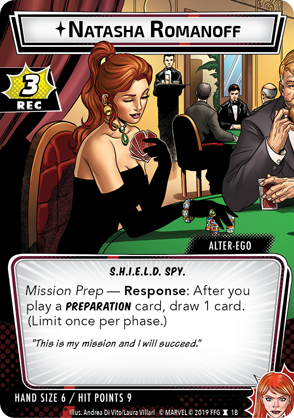 NATASHA ROMANOFF
3
REC
ALTER-EGO
S.H.I.E.L.D. SPY.
Mission Prep — Response: After you
play a PREPARATION card, draw 1 card.
(Limit once per phase.)
"This is my mission and I will succeed."
HAND SIZE 6 / HIT POINTS 9
Illus. Andrea Di Vito/Laura Villari © MARVEL © 2019 FFG 18